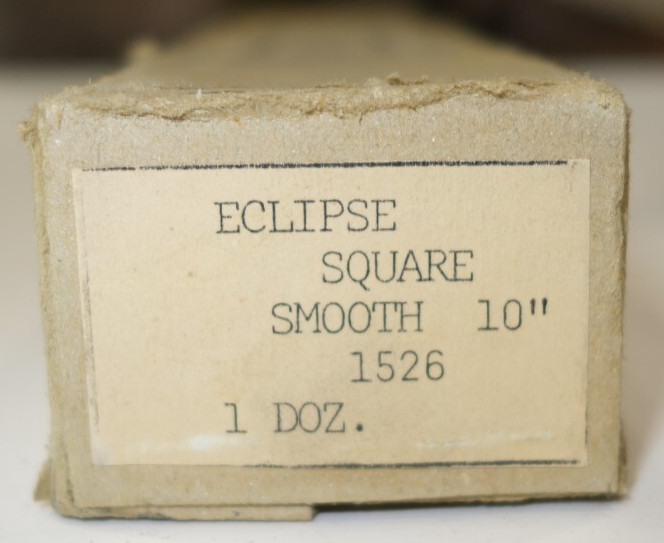 ECLIPSE
SQUARE
SMOOTH 10"
1526
1 DOZ.